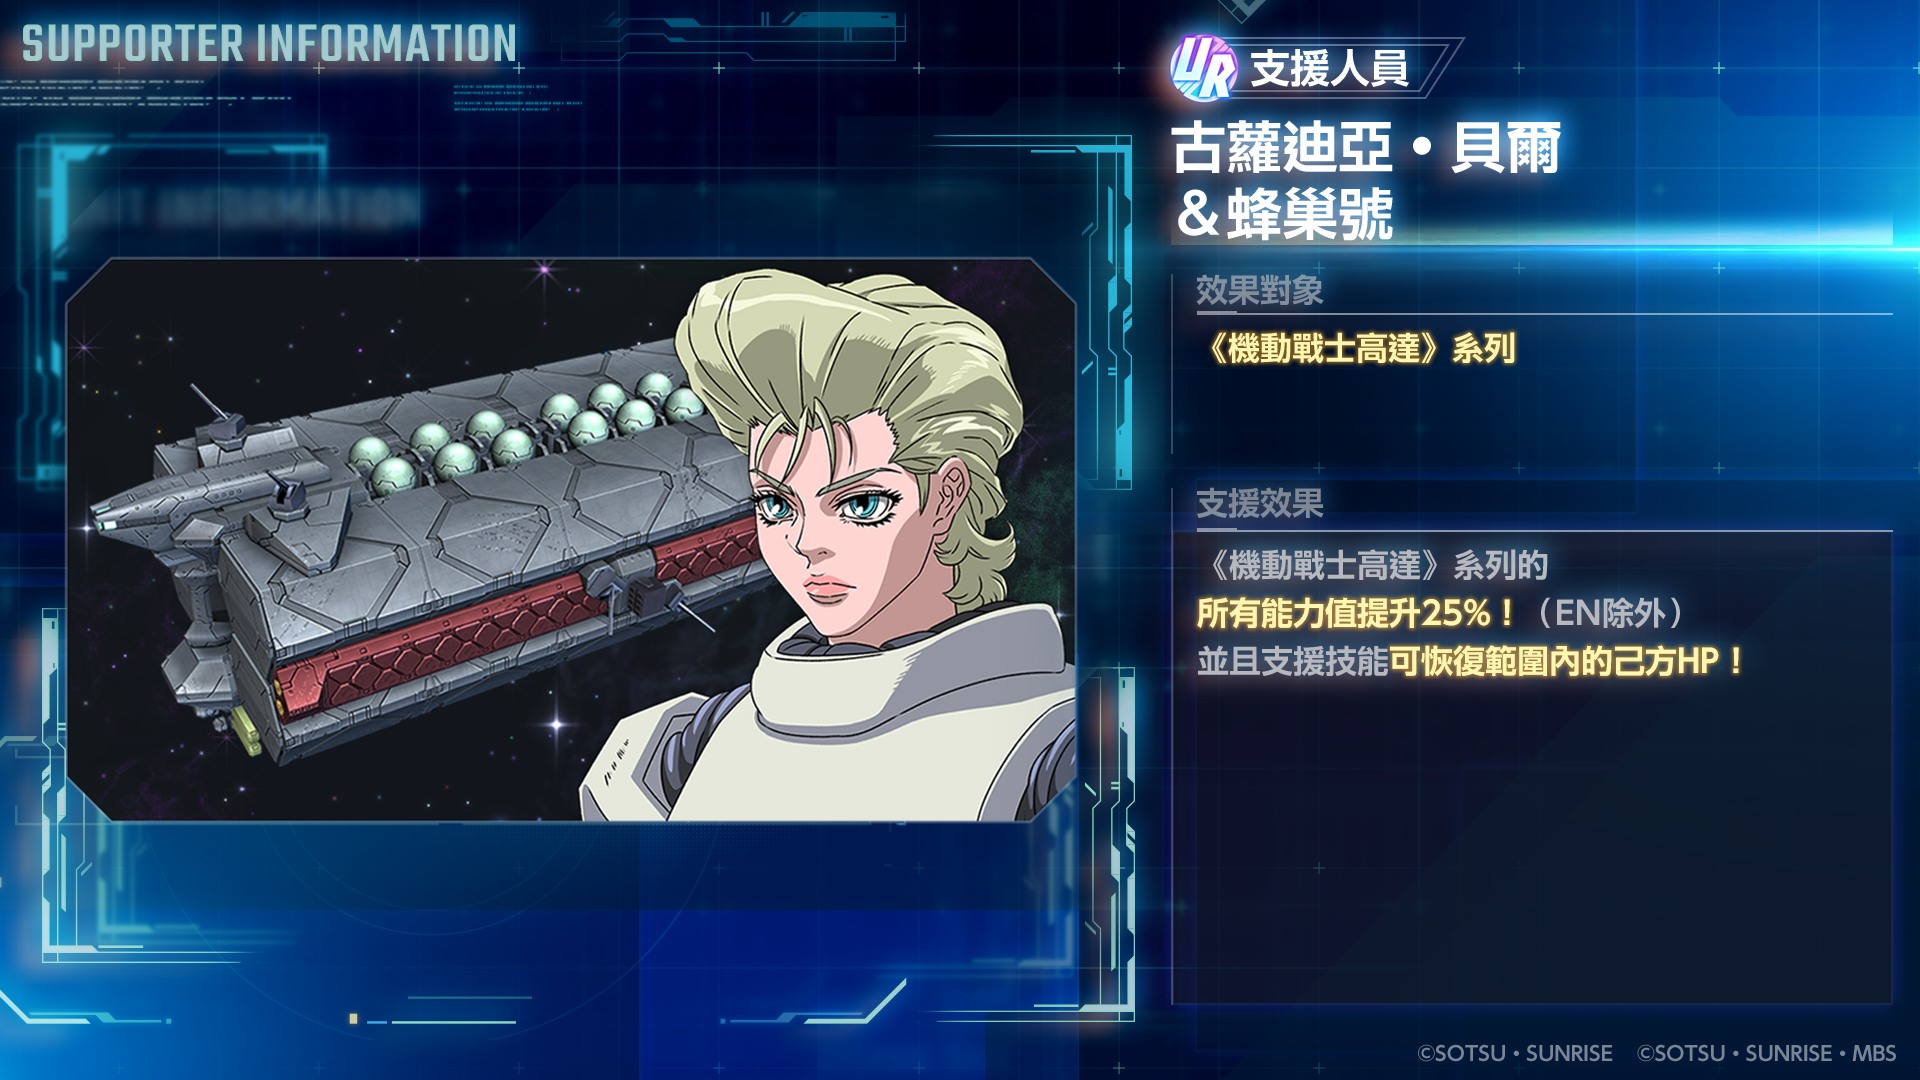 SUPPORTER INFORMATION
UR 支援人員
古蘿迪亞・貝爾
＆蜂巢號
效果對象
《機動戰士高達》系列
支援效果
《機動戰士高達》系列的
所有能力值提升25%！（EN除外）
並且支援技能可恢復範圍內的己方HP！
INFORMATION
©SOTSU・SUNRISE ©SOTSU・SUNRISE・MBS